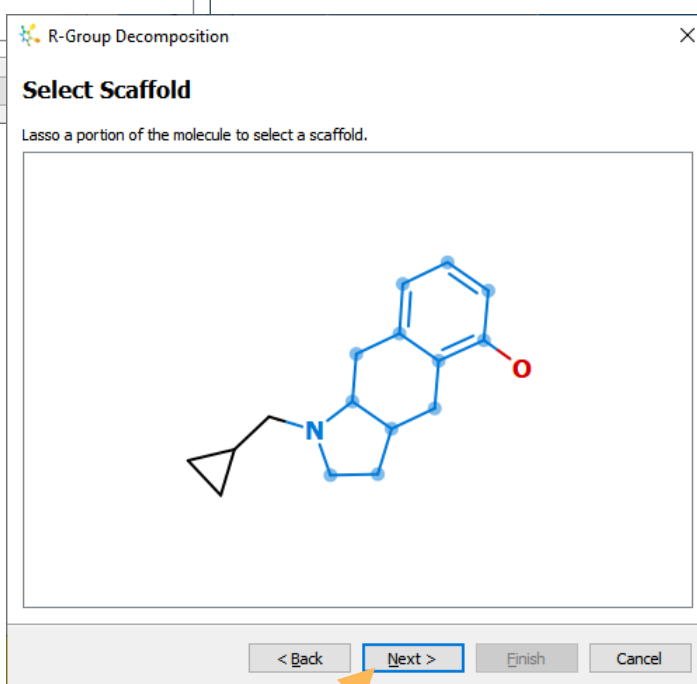 R-Group Decomposition
Select Scaffold
Lasso a portion of the molecule to select a scaffold.
O
N
< Back Next > Finish Cancel